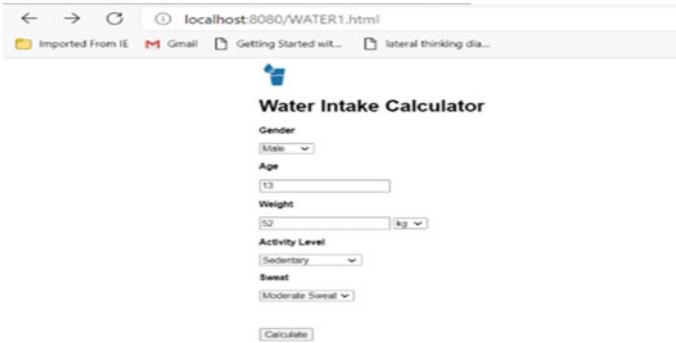 localhost:8080/WATER1.html
Imported From IE Gmail Getting Started wit... lateral thinking dia...
Water Intake Calculator
Gender
Male
Age
13
Weight
52 kg
Activity Level
Sedentary
Sweat
Moderate Sweat
Calculate